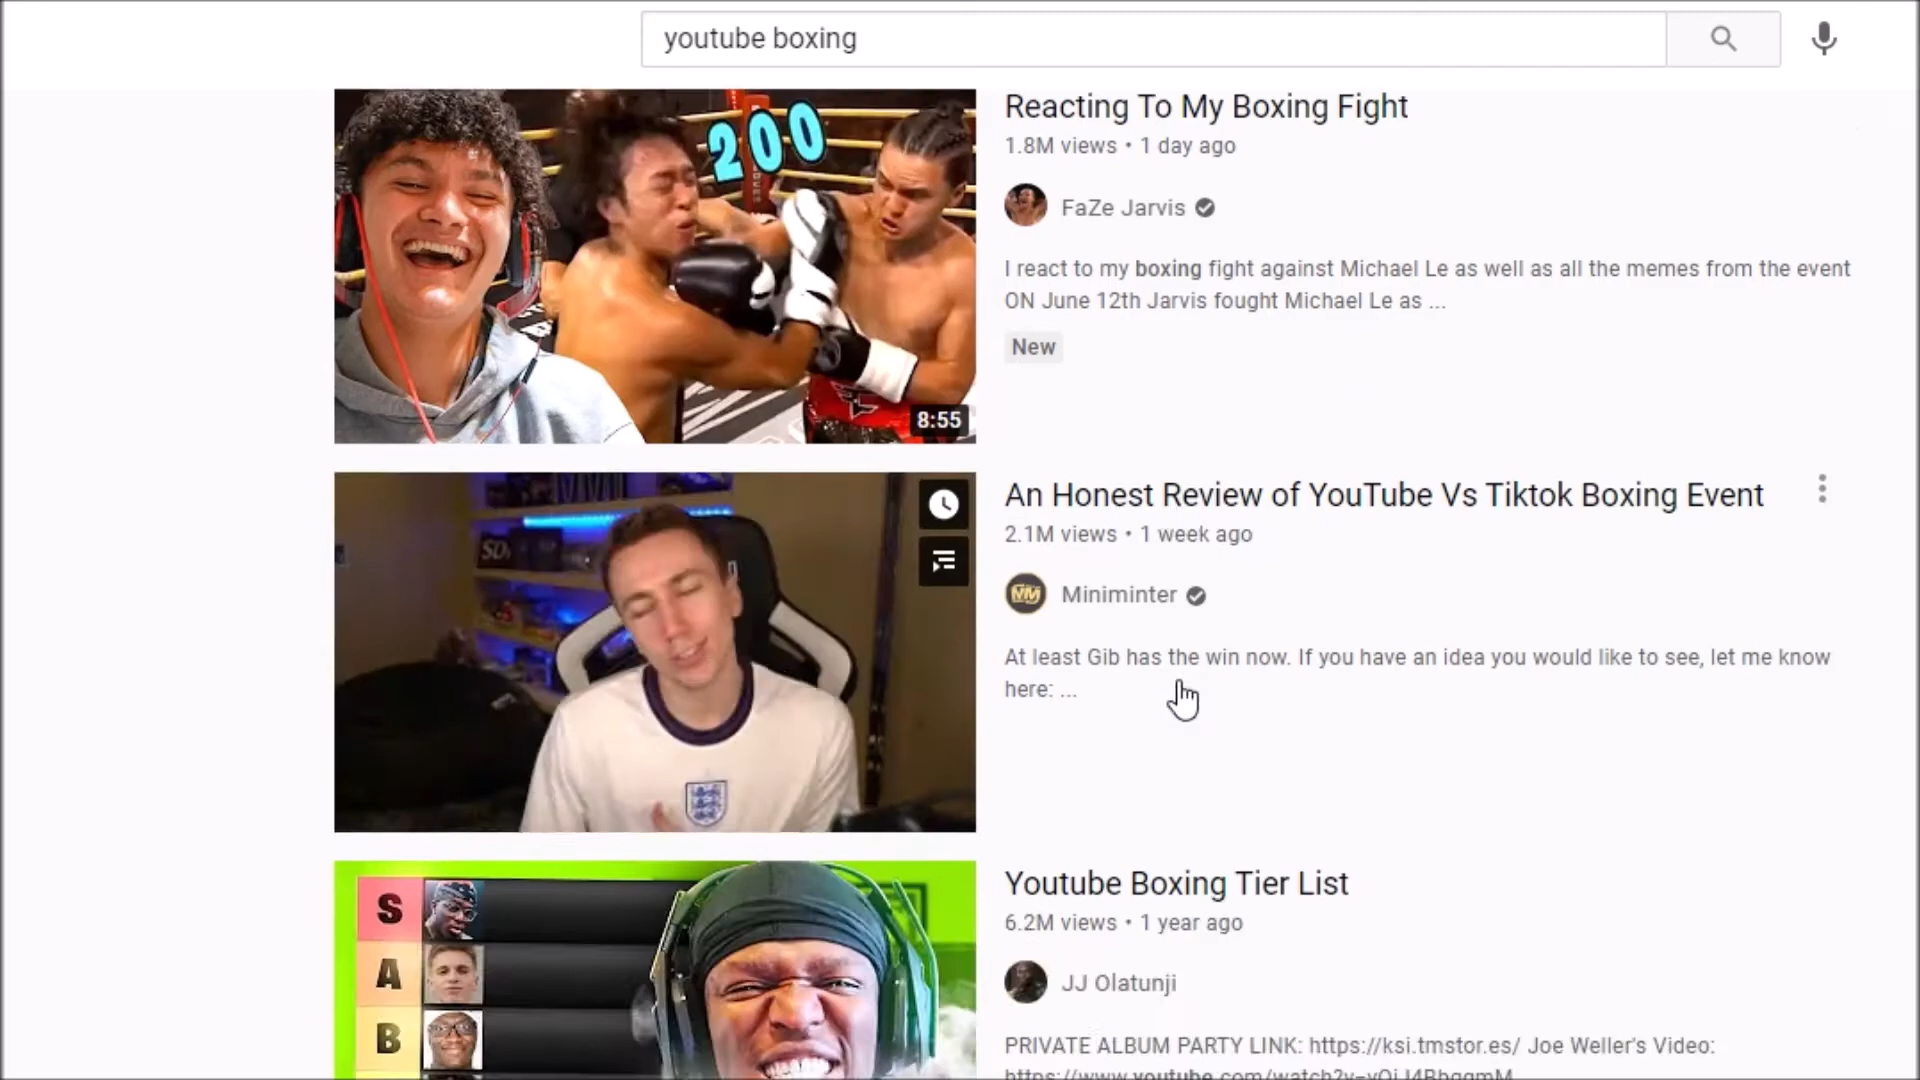 youtube boxing
200
8:55
Reacting To My Boxing Fight
1.8M views • 1 day ago
FaZe Jarvis
I react to my boxing fight against Michael Le as well as all the memes from the event
ON June 12th Jarvis fought Michael Le as ...
New
An Honest Review of YouTube Vs Tiktok Boxing Event
2.1M views • 1 week ago
MM
Miniminter
At least Gib has the win now. If you have an idea you would like to see, let me know
here: ...
S
A
B
Youtube Boxing Tier List
6.2M views • 1 year ago
JJ Olatunji
PRIVATE ALBUM PARTY LINK: https://ksi.tmstor.es/ Joe Weller's Video: